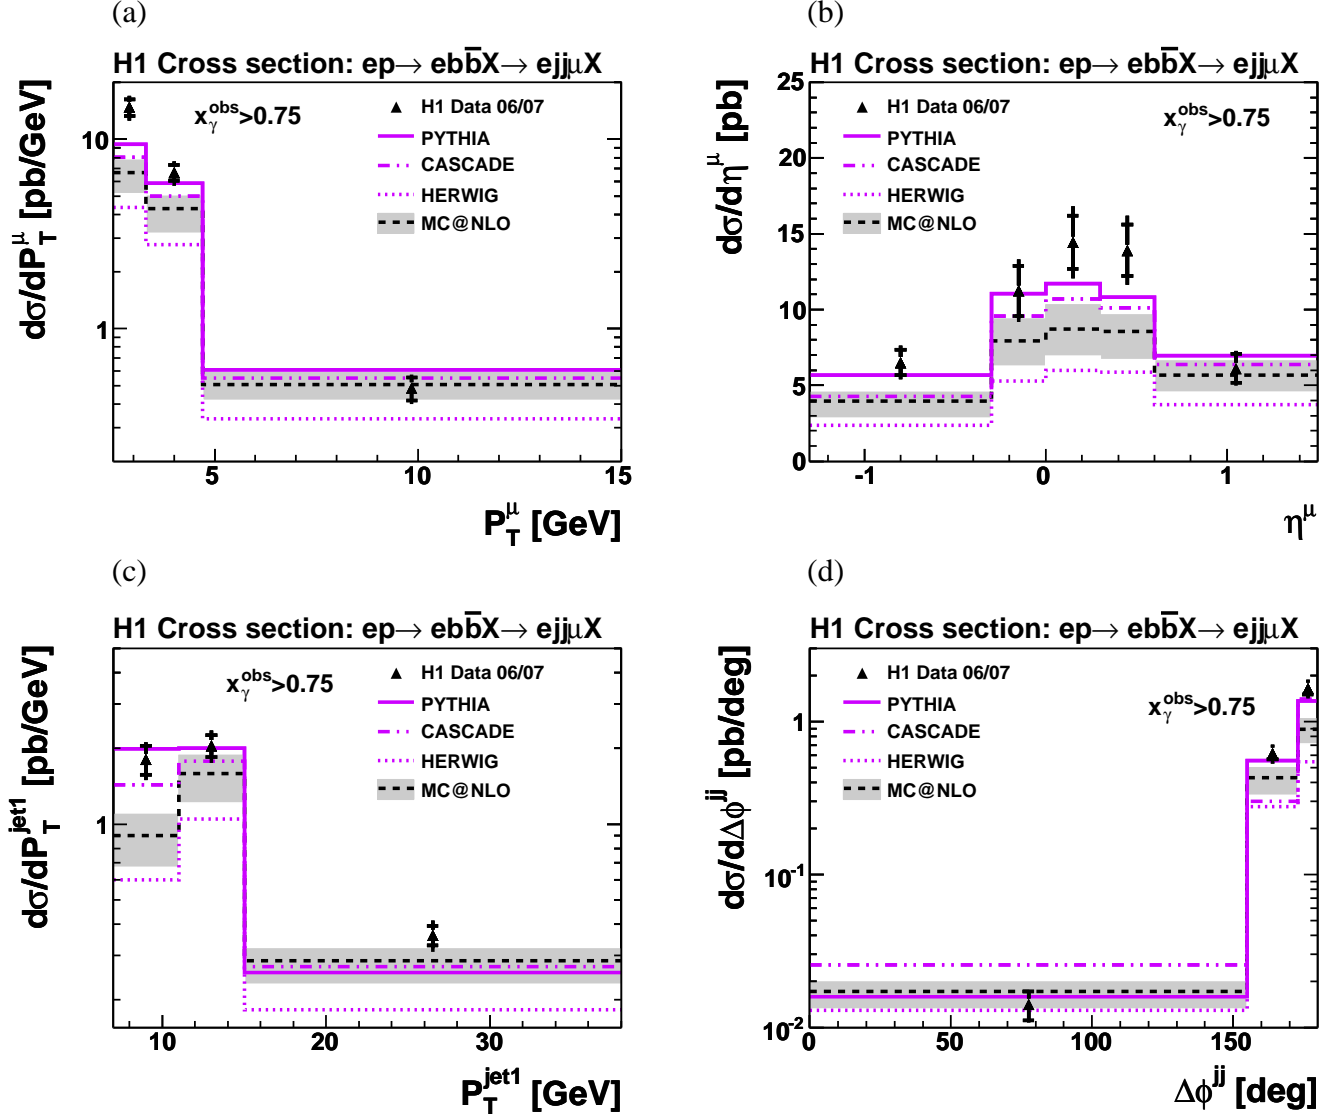 (a)
H1 Cross section: ep→ ebb̄X→ ejjμX
dσ/dP_T^μ [pb/GeV]
x_γ^obs>0.75
H1 Data 06/07
PYTHIA
CASCADE
HERWIG
MC@NLO
10
1
5 10 15
P_T^μ [GeV]
(b)
H1 Cross section: ep→ ebb̄X→ ejjμX
dσ/dη^μ [pb]
H1 Data 06/07
x_γ^obs>0.75
PYTHIA
CASCADE
HERWIG
MC@NLO
25
20
15
10
5
0
-1 0 1
η^μ
(c)
H1 Cross section: ep→ ebb̄X→ ejjμX
dσ/dP_T^jet1 [pb/GeV]
x_γ^obs>0.75
H1 Data 06/07
PYTHIA
CASCADE
HERWIG
MC@NLO
1
10 20 30
P_T^jet1 [GeV]
(d)
H1 Cross section: ep→ ebb̄X→ ejjμX
dσ/dΔϕ^jj [pb/deg]
H1 Data 06/07
x_γ^obs>0.75
PYTHIA
CASCADE
HERWIG
MC@NLO
1
10^-1
10^-2
0 50 100 150
Δϕ^jj [deg]